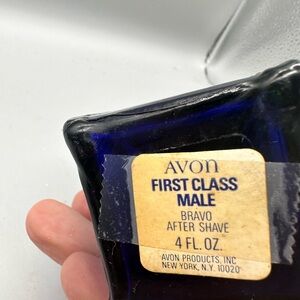 AVON
FIRST CLASS
MALE
BRAVO
AFTER SHAVE
4 FL. OZ.
AVON PRODUCTS, INC
NEW YORK, N.Y. 10020